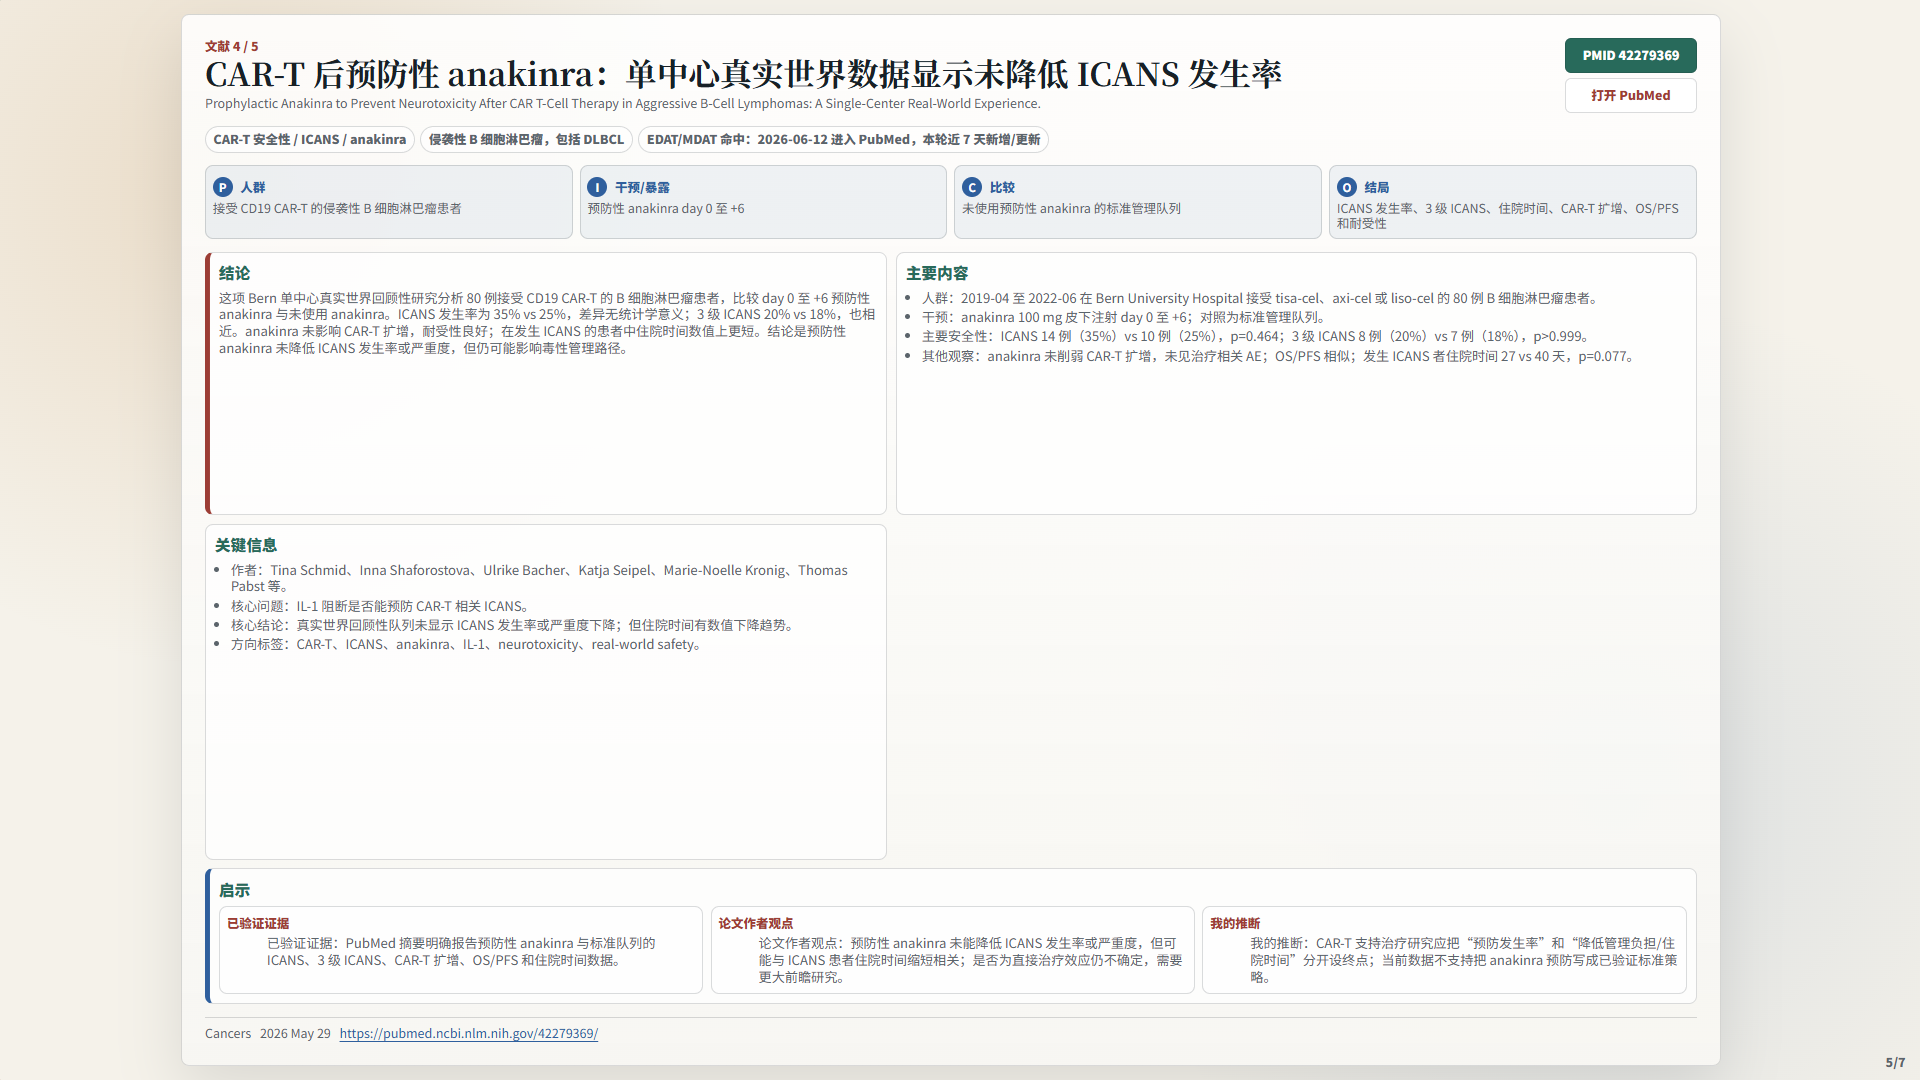 文献 4 / 5
CAR-T 后预防性 anakinra：单中心真实世界数据显示未降低 ICANS 发生率
Prophylactic Anakinra to Prevent Neurotoxicity After CAR T-Cell Therapy in Aggressive B-Cell Lymphomas: A Single-Center Real-World Experience.
PMID 42279369
打开 PubMed
CAR-T 安全性 / ICANS / anakinra
侵袭性 B 细胞淋巴瘤，包括 DLBCL
EDAT/MDAT 命中：2026-06-12 进入 PubMed，本轮近 7 天新增/更新
P 人群
接受 CD19 CAR-T 的侵袭性 B 细胞淋巴瘤患者
I 干预/暴露
预防性 anakinra day 0 至 +6
C 比较
未使用预防性 anakinra 的标准管理队列
O 结局
ICANS 发生率、3 级 ICANS、住院时间、CAR-T 扩增、OS/PFS
和耐受性
结论
这项 Bern 单中心真实世界回顾性研究分析 80 例接受 CD19 CAR-T 的 B 细胞淋巴瘤患者，比较 day 0 至 +6 预防性
anakinra 与未使用 anakinra。ICANS 发生率为 35% vs 25%，差异无统计学意义；3 级 ICANS 20% vs 18%，也相
近。anakinra 未影响 CAR-T 扩增，耐受性良好；在发生 ICANS 的患者中住院时间数值上更短。结论是预防性
anakinra 未降低 ICANS 发生率或严重度，但仍可能影响毒性管理路径。
主要内容
• 人群：2019-04 至 2022-06 在 Bern University Hospital 接受 tisa-cel、axi-cel 或 liso-cel 的 80 例 B 细胞淋巴瘤患者。
• 干预：anakinra 100 mg 皮下注射 day 0 至 +6；对照为标准管理队列。
• 主要安全性：ICANS 14 例（35%）vs 10 例（25%），p=0.464；3 级 ICANS 8 例（20%）vs 7 例（18%），p>0.999。
• 其他观察：anakinra 未削弱 CAR-T 扩增，未见治疗相关 AE；OS/PFS 相似；发生 ICANS 者住院时间 27 vs 40 天，p=0.077。
关键信息
• 作者：Tina Schmid、Inna Shaforostova、Ulrike Bacher、Katja Seipel、Marie-Noelle Kronig、Thomas
Pabst 等。
• 核心问题：IL-1 阻断是否能预防 CAR-T 相关 ICANS。
• 核心结论：真实世界回顾性队列未显示 ICANS 发生率或严重度下降；但住院时间有数值下降趋势。
• 方向标签：CAR-T、ICANS、anakinra、IL-1、neurotoxicity、real-world safety。
启示
已验证证据
已验证证据：PubMed 摘要明确报告预防性 anakinra 与标准队列的
ICANS、3 级 ICANS、CAR-T 扩增、OS/PFS 和住院时间数据。
论文作者观点
论文作者观点：预防性 anakinra 未能降低 ICANS 发生率或严重度，但可
能与 ICANS 患者住院时间缩短相关；是否为直接治疗效应仍不确定，需要
更大前瞻研究。
我的推断
我的推断：CAR-T 支持治疗研究应把“预防发生率”和“降低管理负担/住
院时间”分开设终点；当前数据不支持把 anakinra 预防写成已验证标准策
略。
Cancers 2026 May 29 https://pubmed.ncbi.nlm.nih.gov/42279369/
5/7